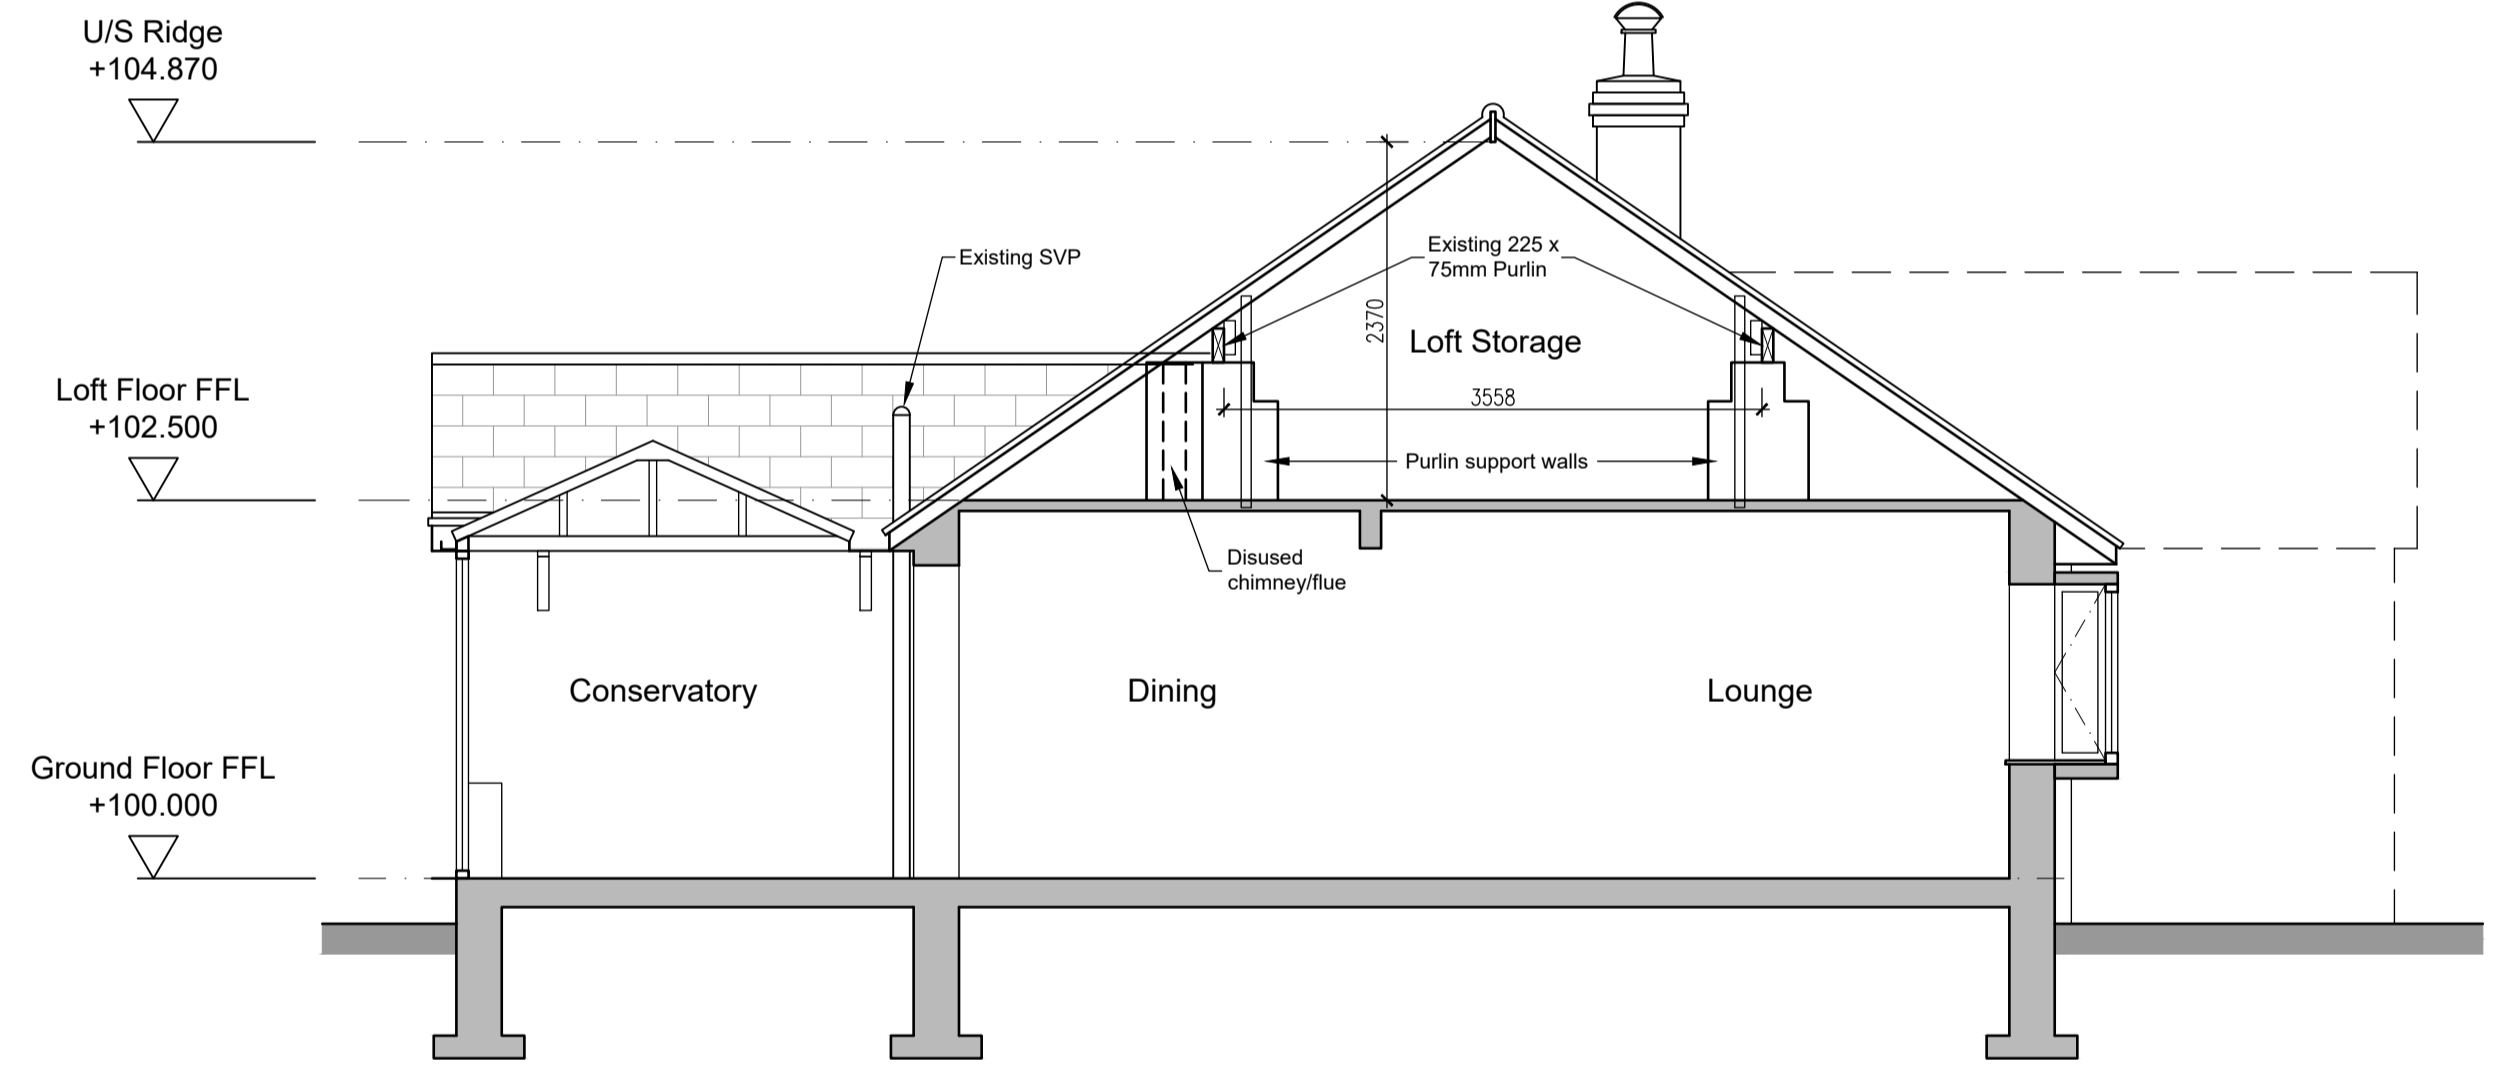 U/S Ridge
+104.870
Existing SVP
Existing 225 x
75mm Purlin
2370
Loft Storage
Loft Floor FFL
+102.500
3558
Purlin support walls
Disused
chimney/flue
Conservatory
Dining
Lounge
Ground Floor FFL
+100.000